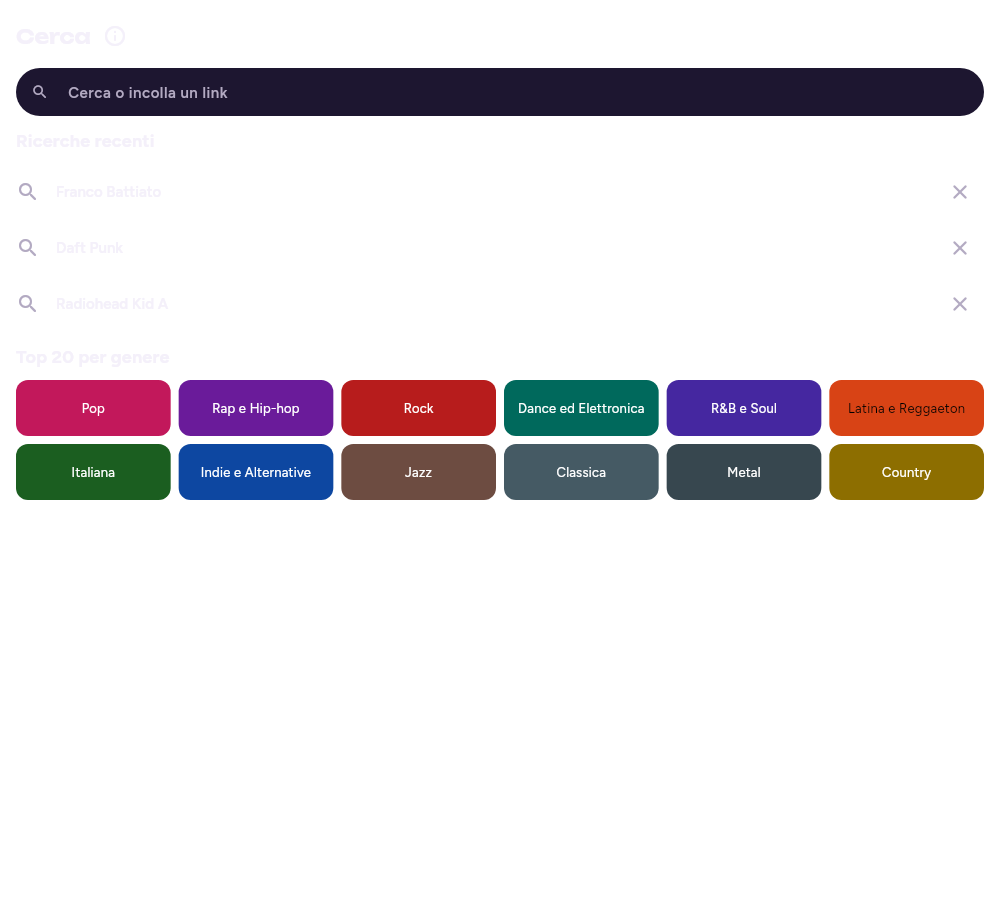 Cerca
Cerca o incolla un link
Ricerche recenti
Franco Battiato
Daft Punk
Radiohead Kid A
Top 20 per genere
Pop Rap e Hip-hop Rock Dance ed Elettronica R&B e Soul Latina e Reggaeton
Italiana Indie e Alternative Jazz Classica Metal Country